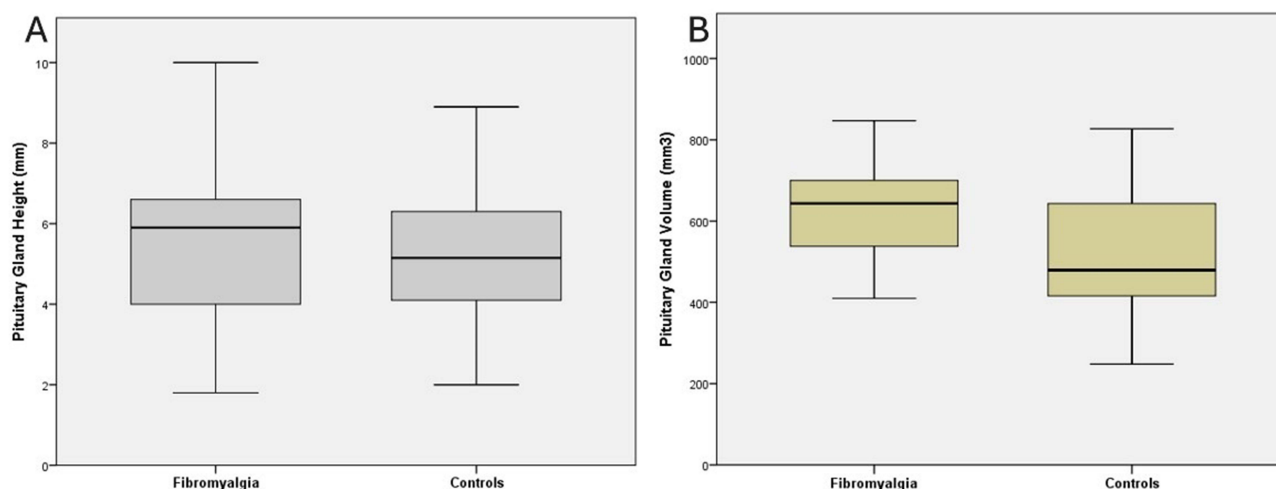 A
Pituitary Gland Height (mm)
10
8
6
4
2
0
Fibromyalgia
Controls
B
Pituitary Gland Volume (mm3)
1000
800
600
400
200
0
Fibromyalgia
Controls